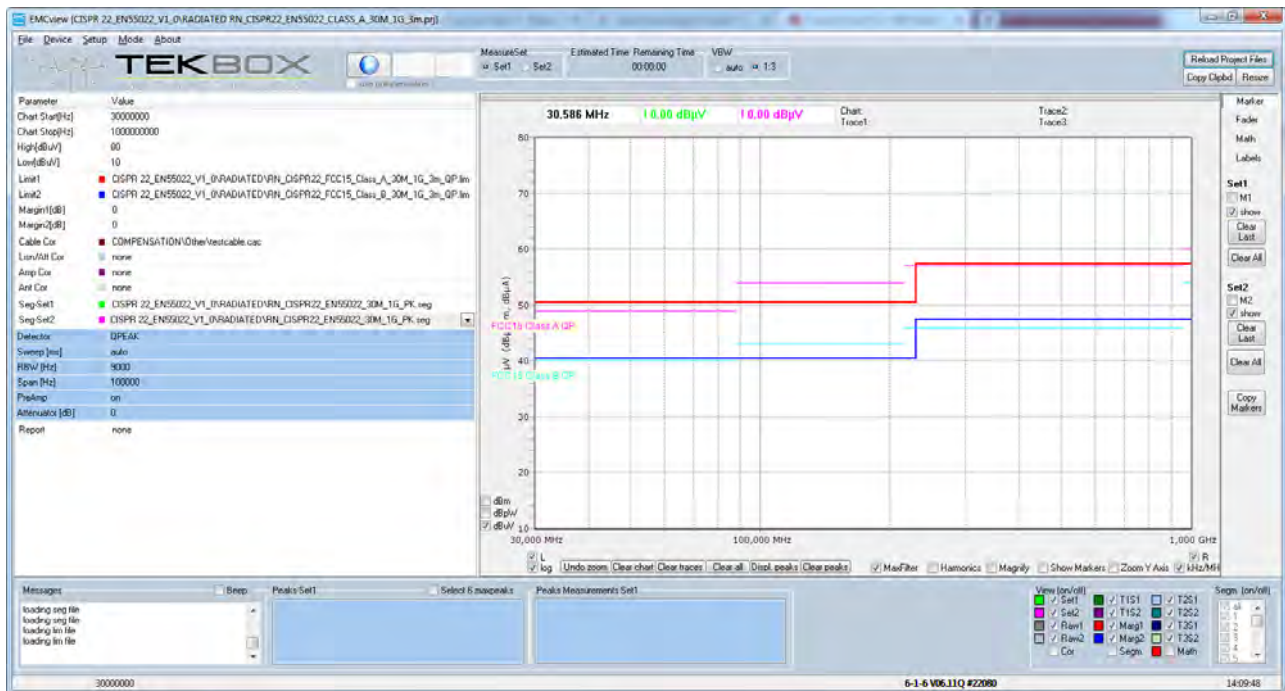 EMCview [CISPR 22_EN55022_V1_0\RADIATED RN_CISPR22_EN55022_CLASS_A_30M_1G_3m.prj]
File Device Setup Mode About
TEKBOX
MeasureSet Estimated Time Remaining Time VBW
Set1 Set2 00:00:00 auto 1:3
Reload Project Files
Copy Clipbd Resize
Parameter Value
Chart Start[Hz] 30000000
Chart Stop[Hz] 1000000000
High[dBuV] 80
Low[dBuV] 10
Limit1 CISPR 22_EN55022_V1_0\RADIATED\RN_CISPR22_FCC15_Class_A_30M_1G_3m_QP.lim
Limit2 CISPR 22_EN55022_V1_0\RADIATED\RN_CISPR22_FCC15_Class_B_30M_1G_3m_QP.lim
Margin1[dB] 0
Margin2[dB] 0
Cable Cor COMPENSATION\Other\testcable.cac
Lisn/Att Cor none
Amp Cor none
Ant Cor none
Seg-Set1 CISPR 22_EN55022_V1_0\RADIATED\RN_CISPR22_EN55022_30M_1G_PK.seg
Seg-Set2 CISPR 22_EN55022_V1_0\RADIATED\RN_CISPR22_EN55022_30M_1G_PK.seg
Detector QPEAK
Sweep [ms] auto
RBW [Hz] 9000
Span [Hz] 100000
PreAmp on
Attenuator [dB] 0
Report none
30.586 MHz 10.00 dBµV 10.00 dBµV
Chart: Trace2:
Trace1: Trace3:
80
70
60
50
40
30
20
10
FCC15 Class A QP
FCC15 Class B QP
dBm
dBpW
dBuV
30,000 MHz 100,000 MHz 1,000 GHz
L R
log Undo zoom Clear chart Clear traces Clear all Displ. peaks Clear peaks MaxFilter Harmonics Magnify Show Markers Zoom Y Axis kHz/MH
Marker
Fader
Math
Labels
Set1
M1
show
Clear Last
Clear All
Set2
M2
show
Clear Last
Clear All
Copy Markers
Messages Beep Peaks Set1 Select 6 maxpeaks Peaks Measurements Set1
loading seg file
loading seg file
loading lim file
loading lim file
View [on/off] Segm. [on/off]
Set1 T1S1 T2S1 all
Set2 T1S2 T2S2 1
Raw1 Marg1 T3S1 2
Raw2 Marg2 T3S2 3
Cor Segm. Math 4
5
30000000 6-1-6 V06.11Q #22080 14:09:48